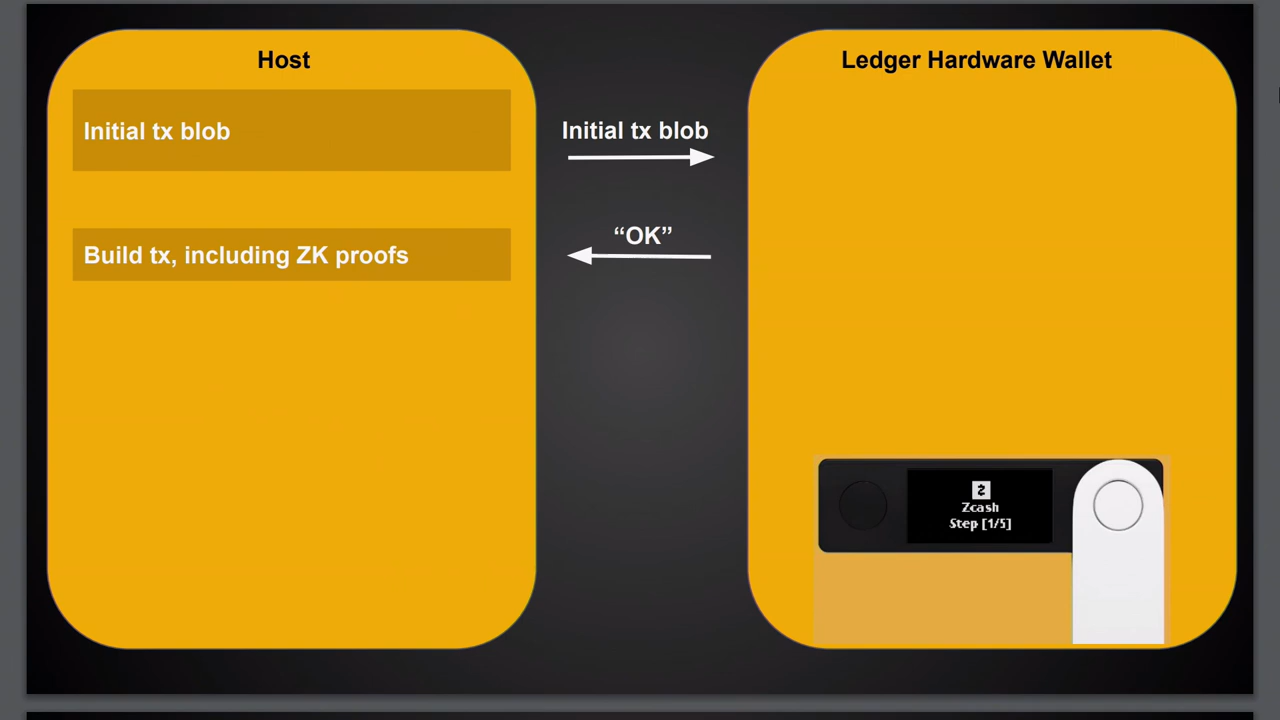 Host
Ledger Hardware Wallet
Initial tx blob
Initial tx blob
“OK”
Build tx, including ZK proofs
Zcash
Step [1/5]